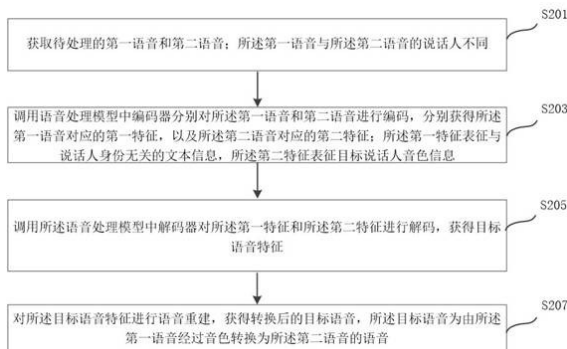 S201
获取待处理的第一语音和第二语音；所述第一语音与所述第二语音的说话人不同
S203
调用语音处理模型中编码器分别对所述第一语音和第二语音进行编码，分别获得所述
第一语音对应的第一特征，以及所述第二语音对应的第二特征；所述第一特征表征与
说话人身份无关的文本信息，所述第二特征表征目标说话人音色信息
S205
调用所述语音处理模型中解码器对所述第一特征和所述第二特征进行解码，获得目标
语音特征
S207
对所述目标语音特征进行语音重建，获得转换后的目标语音，所述目标语音为由所述
第一语音经过音色转换为所述第二语音的语音